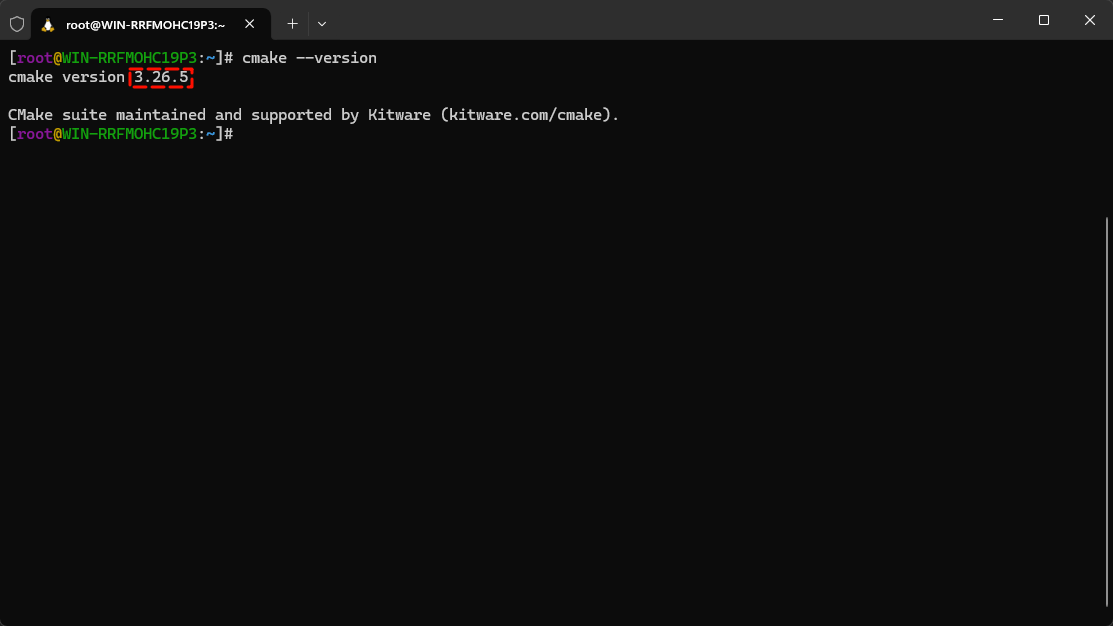 root@WIN-RRFMOHC19P3:~
[root@WIN-RRFMOHC19P3:~]# cmake --version
cmake version 3.26.5
CMake suite maintained and supported by Kitware (kitware.com/cmake).
[root@WIN-RRFMOHC19P3:~]#